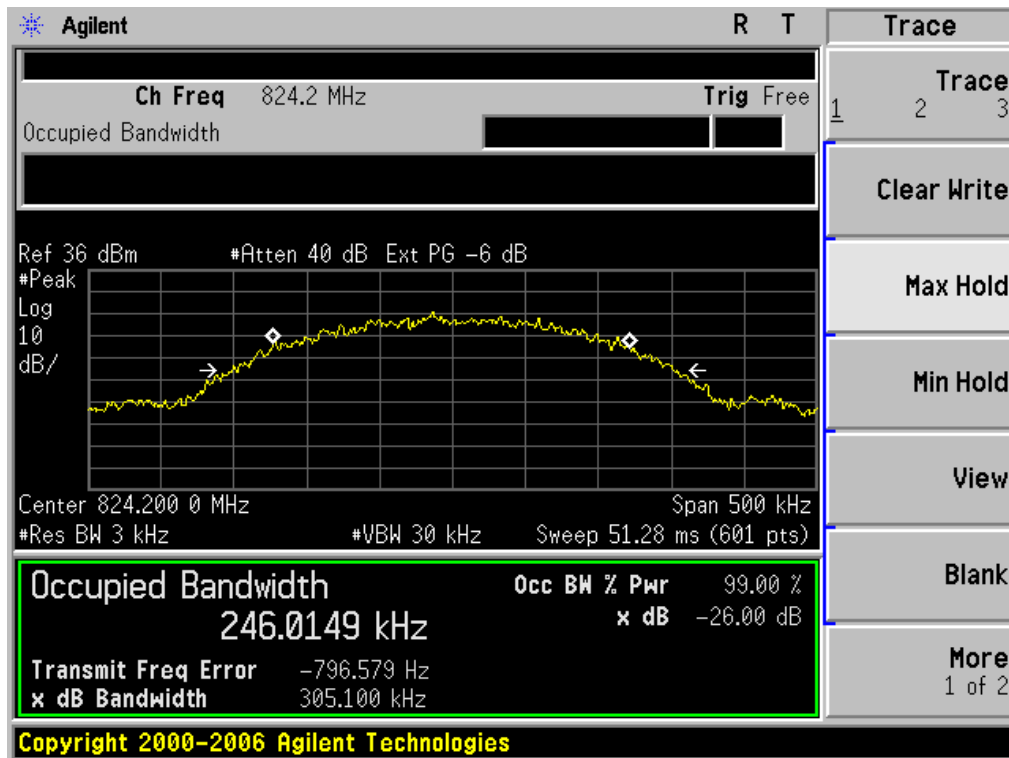 Agilent R T
Ch Freq 824.2 MHz Trig Free
Occupied Bandwidth
Ref 36 dBm #Atten 40 dB Ext PG -6 dB
#Peak
Log
10
dB/
Center 824.200 0 MHz Span 500 kHz
#Res BW 3 kHz #VBW 30 kHz Sweep 51.28 ms (601 pts)
Occupied Bandwidth Occ BW % Pwr 99.00 %
246.0149 kHz x dB -26.00 dB
Transmit Freq Error -796.579 Hz
x dB Bandwidth 305.100 kHz
Copyright 2000-2006 Agilent Technologies
Trace
Trace
1 2 3
Clear Write
Max Hold
Min Hold
View
Blank
More
1 of 2